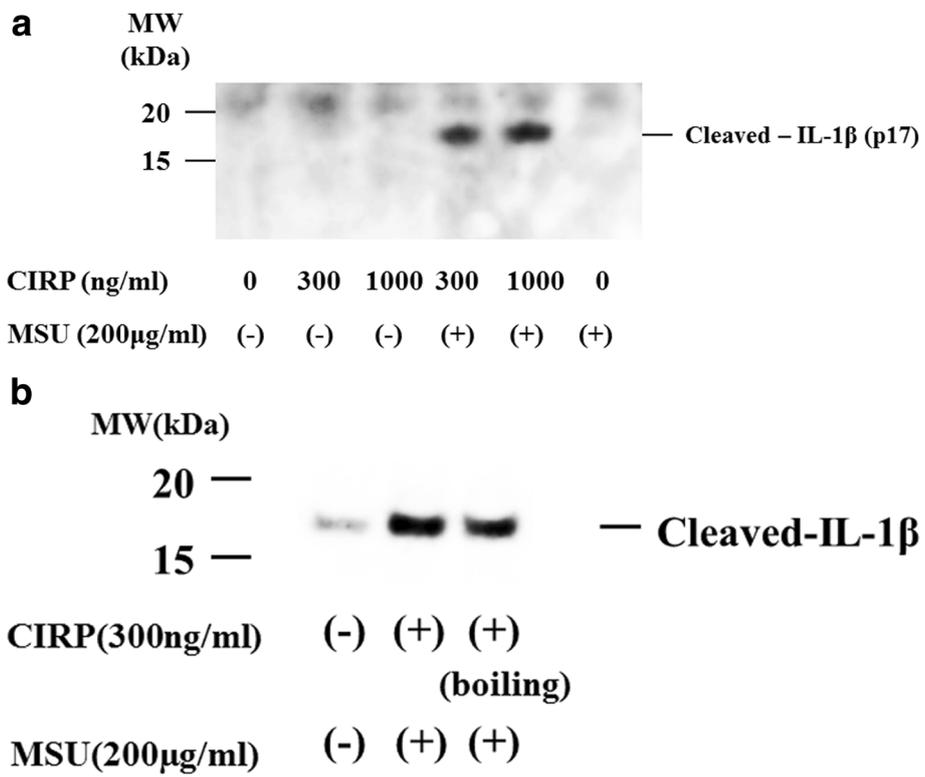 a
MW
(kDa)
20
15
Cleaved – IL-1β (p17)
CIRP (ng/ml) 0 300 1000 300 1000 0
MSU (200μg/ml) (-) (-) (-) (+) (+) (+)
b
MW(kDa)
20
15
Cleaved-IL-1β
CIRP(300ng/ml) (-) (+) (+)
(boiling)
MSU(200μg/ml) (-) (+) (+)